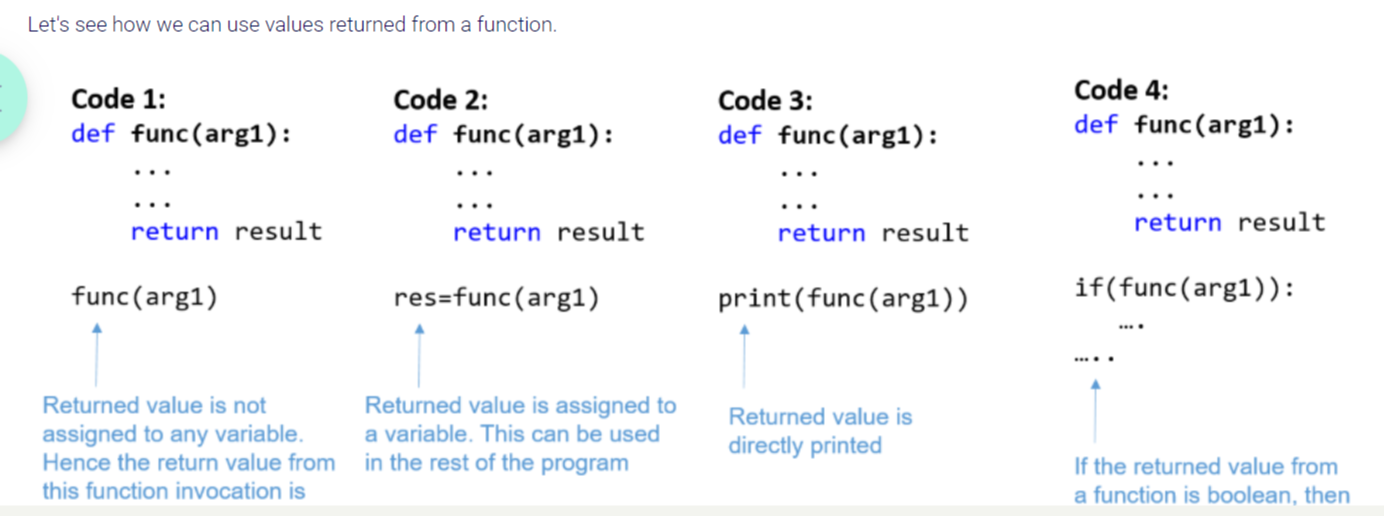 Let's see how we can use values returned from a function.
Code 1:
def func(arg1):
...
...
return result
func(arg1)
Returned value is not
assigned to any variable.
Hence the return value from
this function invocation is
Code 2:
def func(arg1):
...
...
return result
res=func(arg1)
Returned value is assigned to
a variable. This can be used
in the rest of the program
Code 3:
def func(arg1):
...
...
return result
print(func(arg1))
Returned value is
directly printed
Code 4:
def func(arg1):
...
...
return result
if(func(arg1)):
....
.....
If the returned value from
a function is boolean, then